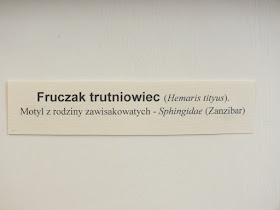 Fruczak trutniowiec (Hemaris tityus).
Motyl z rodziny zawisakowatych - Sphingidae (Zanzibar)